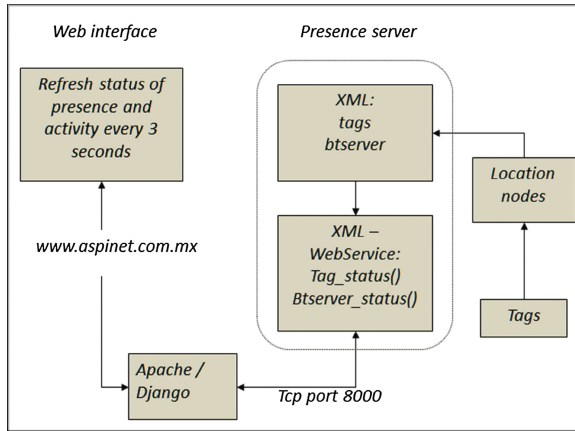 Web interface
Presence server
Refresh status of
presence and
activity every 3
seconds
XML:
tags
btserver
Location
nodes
www.aspinet.com.mx
XML –
WebService:
Tag_status()
Btserver_status()
Tags
Apache /
Django
Tcp port 8000